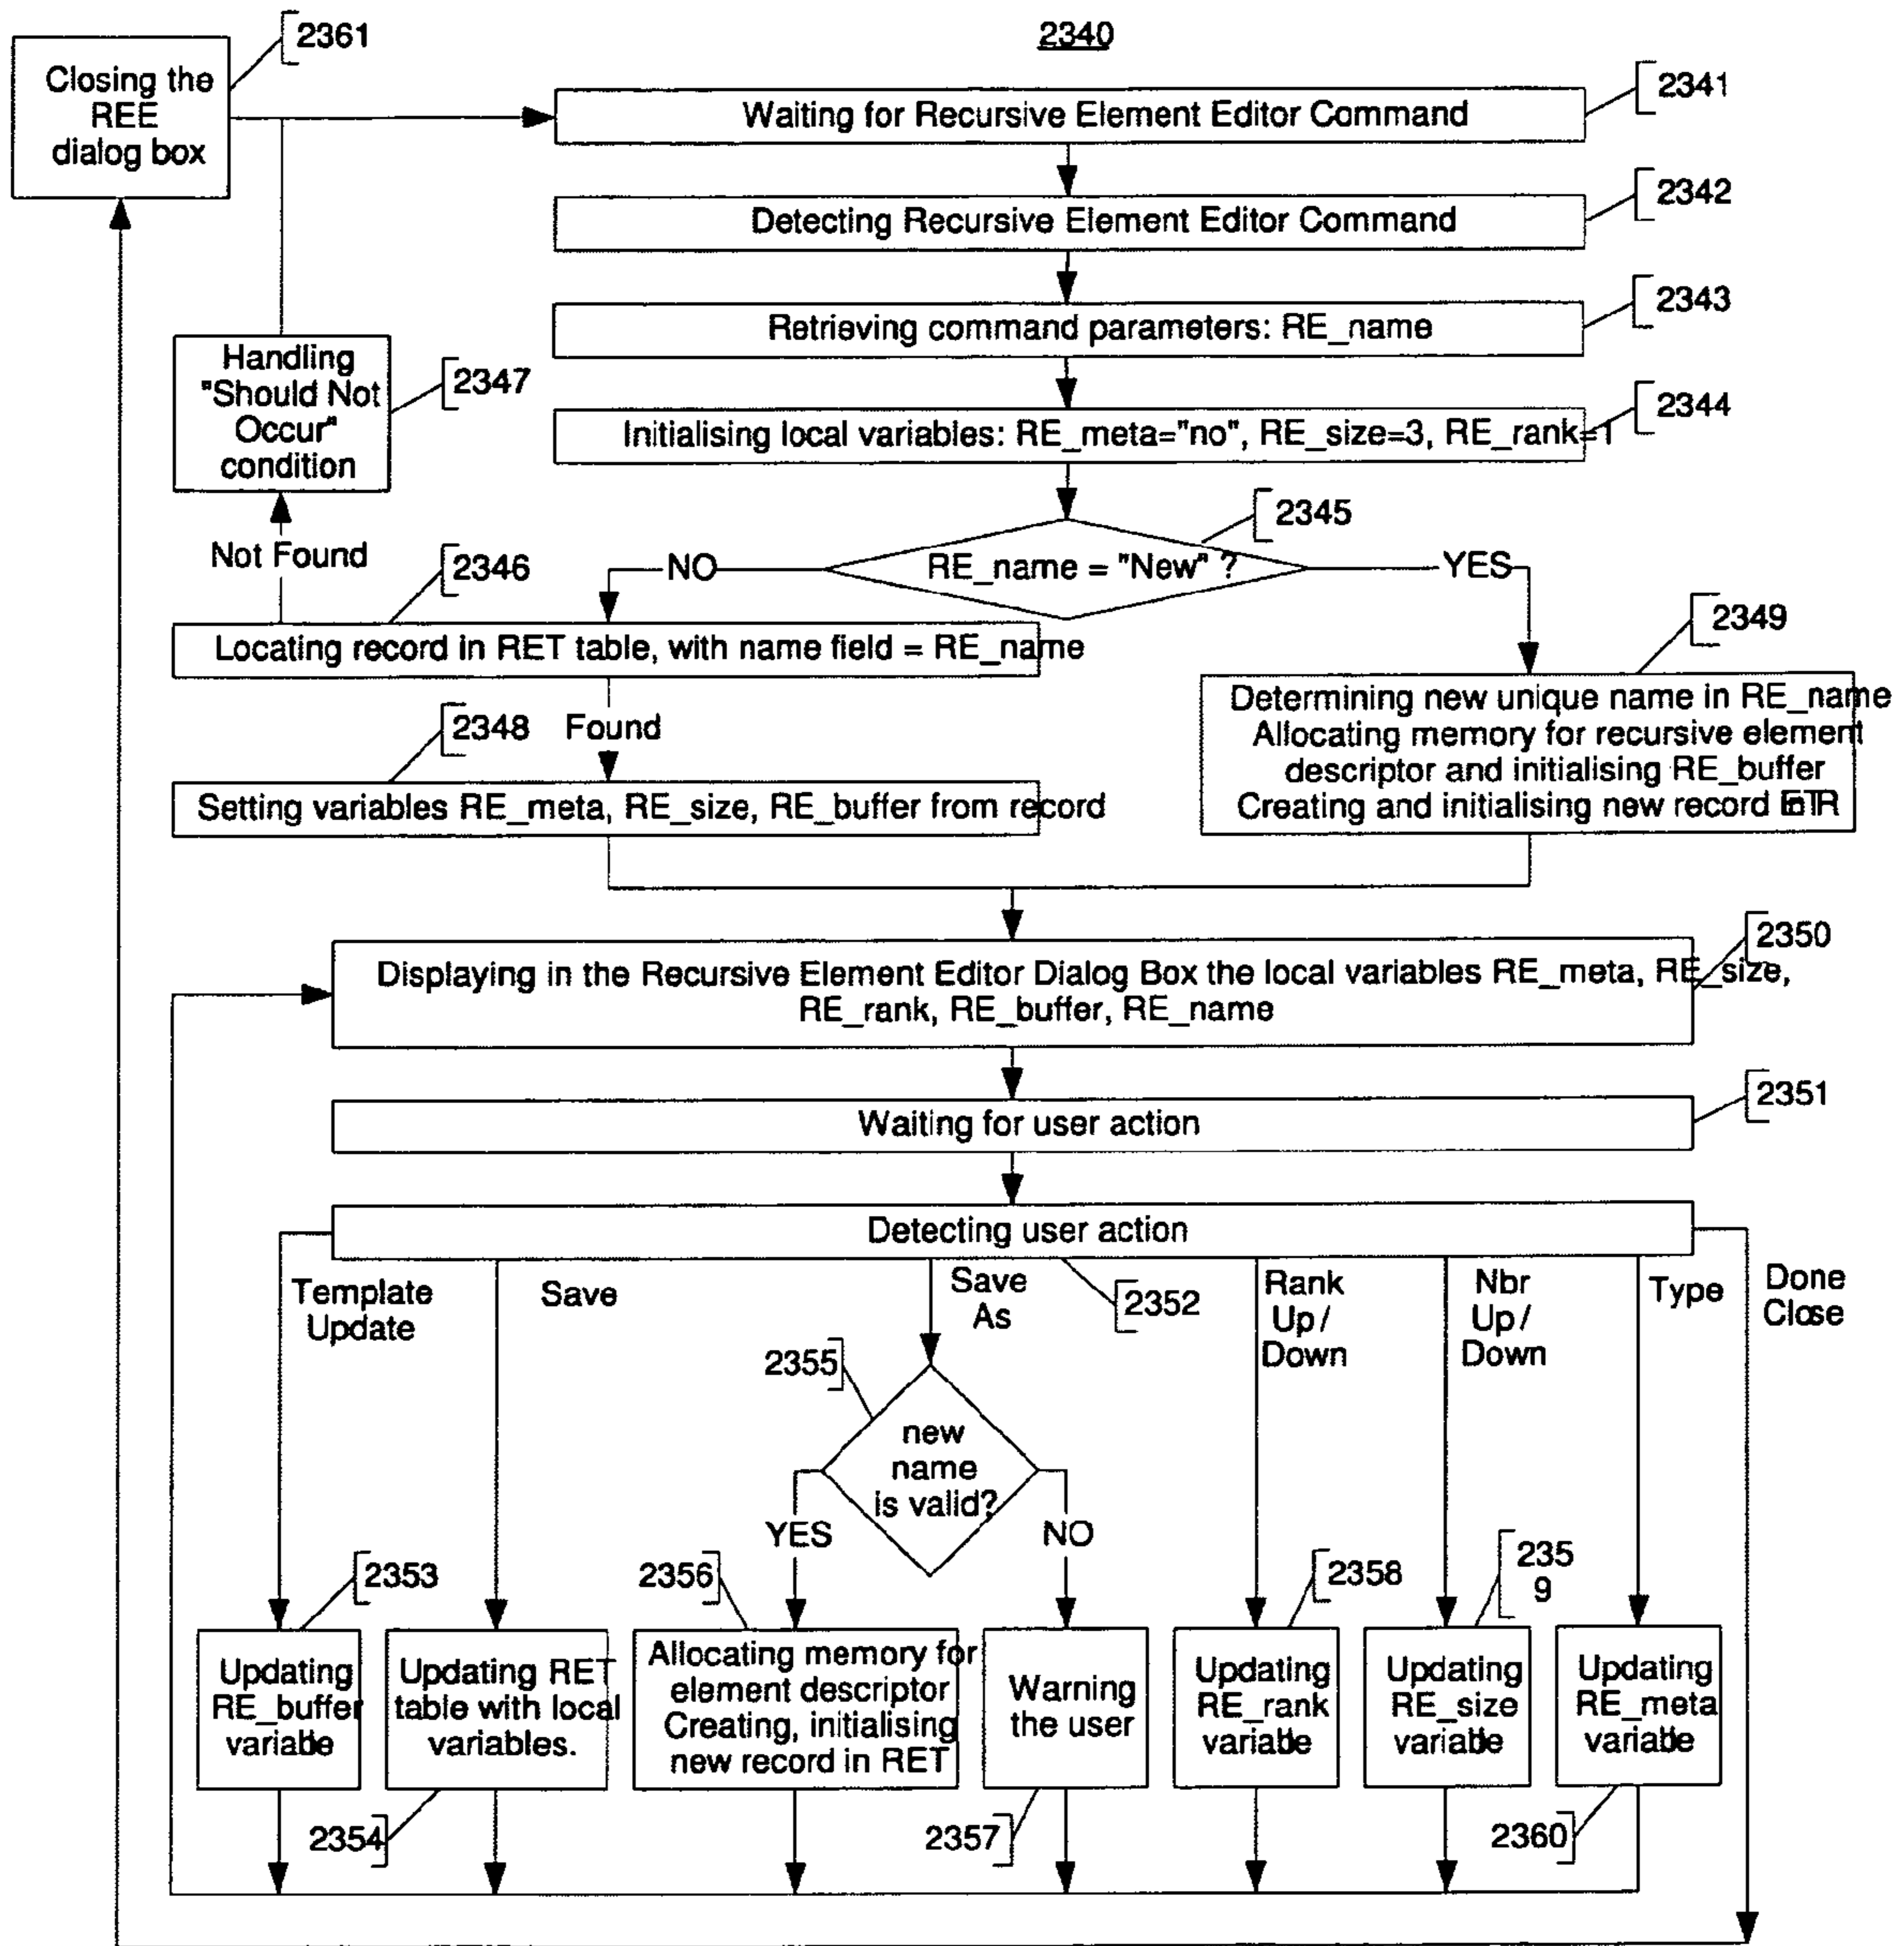 2340
2361
Closing the
REE
dialog box
2341
Waiting for Recursive Element Editor Command
2342
Detecting Recursive Element Editor Command
2343
Retrieving command parameters: RE_name
2344
Initialising local variables: RE_meta="no", RE_size=3, RE_rank=1
Handling
"Should Not
Occur"
condition
2347
2345
RE_name = "New" ?
NO
YES
Not Found
2346
Locating record in RET table, with name field = RE_name
2349
Determining new unique name in RE_name
Allocating memory for recursive element
descriptor and initialising RE_buffer
Creating and initialising new record
2348
Found
Setting variables RE_meta, RE_size, RE_buffer from record
2350
Displaying in the Recursive Element Editor Dialog Box the local variables RE_meta, RE_size,
RE_rank, RE_buffer, RE_name
2351
Waiting for user action
Detecting user action
2352
Template
Update
Save
Save
As
Rank
Up /
Down
Nbr
Up /
Down
Type
Done
Close
2355
new
name
is valid?
YES
NO
2353
2356
2358
235
9
Updating
RE_buffer
variable
Updating RET
table with local
variables.
Allocating memory for
element descriptor
Creating, initialising
new record in RET
Warning
the user
Updating
RE_rank
variable
Updating
RE_size
variable
Updating
RE_meta
variable
2354
2357
2360